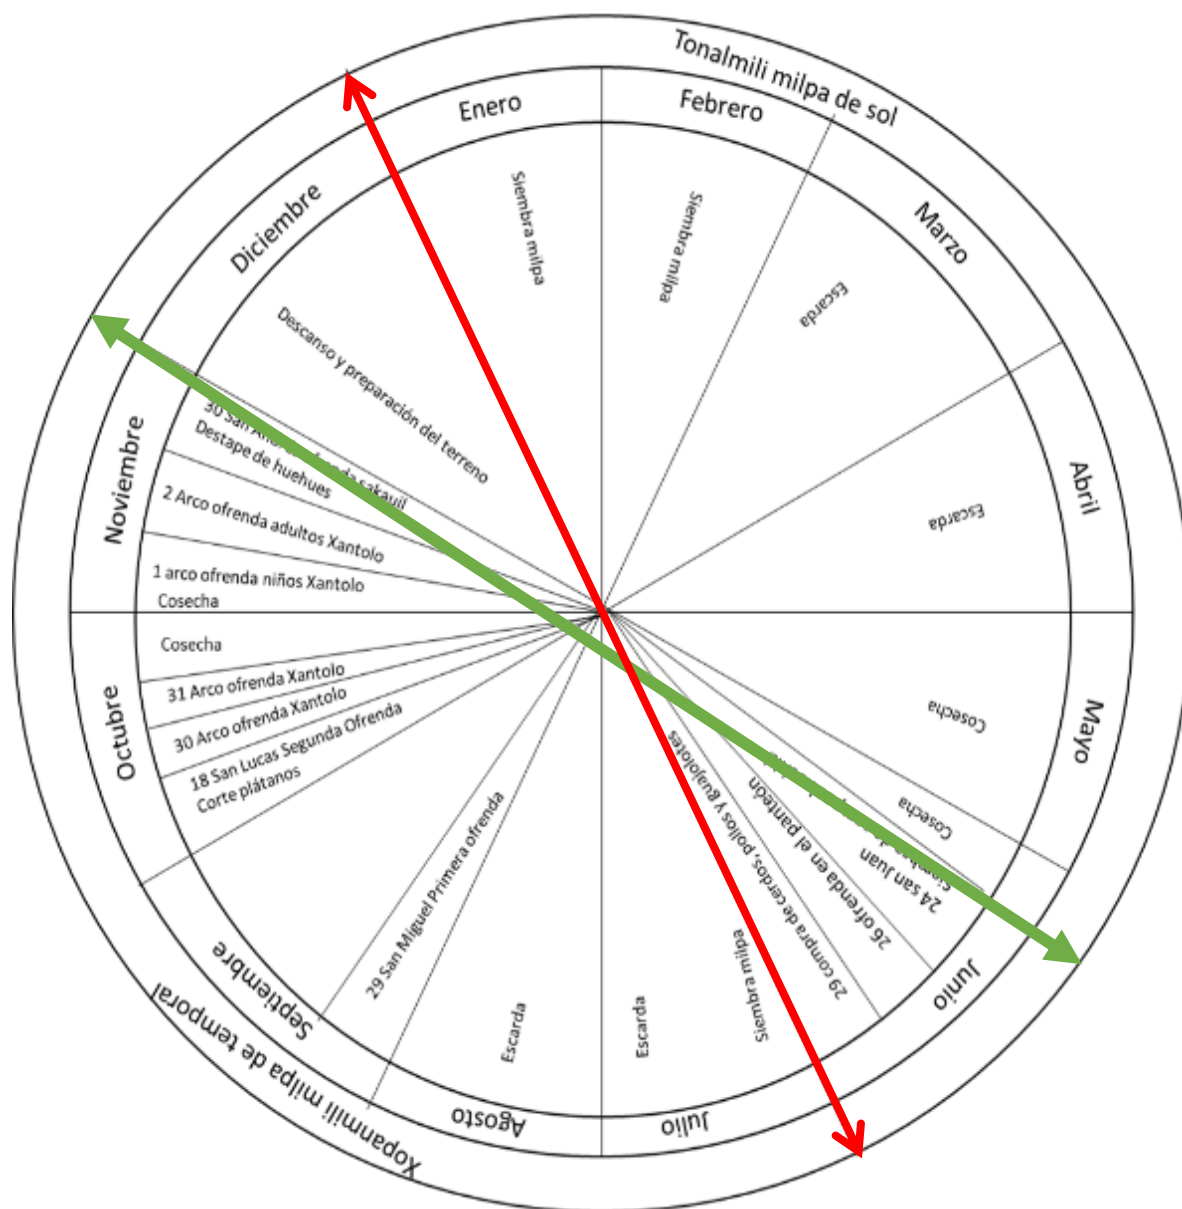 Tonalmili milpa de sol
Enero
Febrero
Marzo
Abril
Mayo
Junio
Julio
Agosto
Septiembre
Octubre
Noviembre
Diciembre
Xopanmili milpa de temporal
Siembra milpa
Siembra milpa
Escarda
Escarda
Cosecha
Cosecha
24 san Juan
26 ofrenda en el panteón
29 compra de cerdos, pollos y guajolotes
Siembra milpa
Escarda
Escarda
29 San Miguel Primera ofrenda
18 San Lucas Segunda Ofrenda
Corte plátanos
30 Arco ofrenda Xantolo
31 Arco ofrenda Xantolo
Cosecha
Cosecha
1 arco ofrenda niños Xantolo
2 Arco ofrenda adultos Xantolo
Destape de huehues
30 San sakauil
Descanso y preparación del terreno